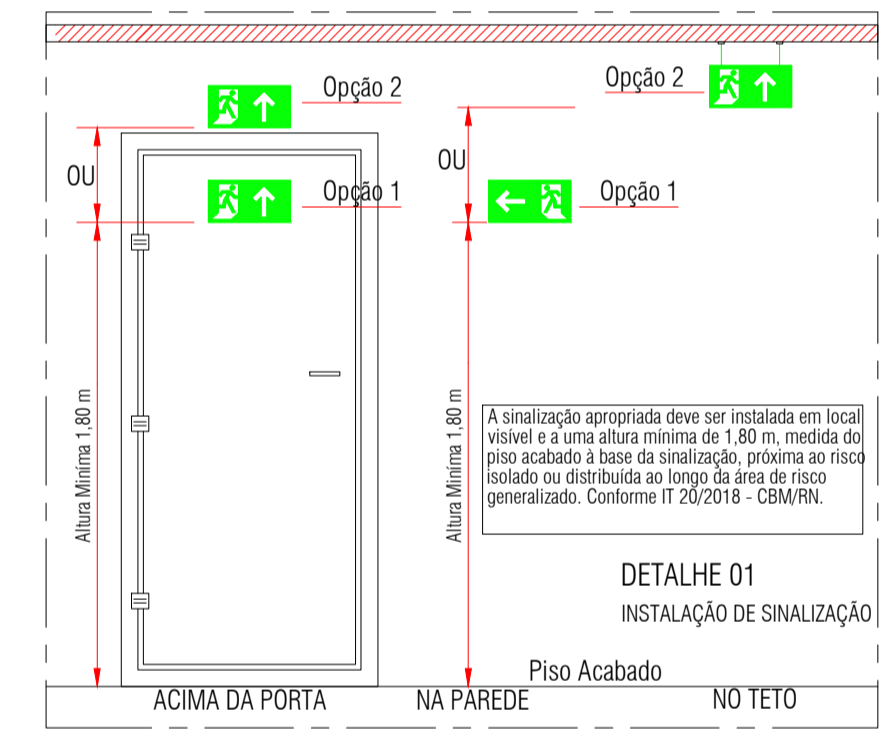 Opção 2
Opção 2
OU
OU
Opção 1
Opção 1
Altura Miníma 1,80 m
Altura Miníma 1,80 m
A sinalização apropriada deve ser instalada em local
visível e a uma altura mínima de 1,80 m, medida do
piso acabado à base da sinalização, próxima ao risco
isolado ou distribuída ao longo da área de risco
generalizado. Conforme IT 20/2018 - CBM/RN.
DETALHE 01
INSTALAÇÃO DE SINALIZAÇÃO
Piso Acabado
ACIMA DA PORTA
NA PAREDE
NO TETO